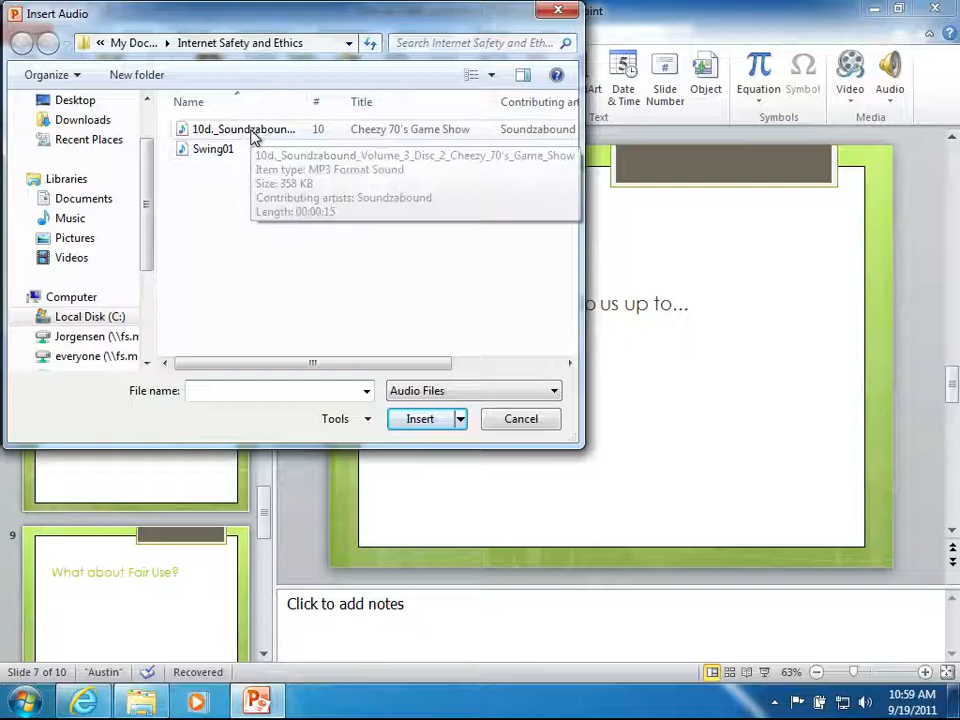 Insert Audio
point
My Doc...
Internet Safety and Ethics
Search Internet Safety and Eth...
Organize
New folder
Desktop
Downloads
Recent Places
Libraries
Documents
Music
Pictures
Videos
Computer
Local Disk (C:)
Jorgensen (\\fs.m
everyone (\\fs.m
Name # Title Contributing art
10d._Soundzaboun... 10 Cheezy 70's Game Show Soundzabound
Swing01
10d._Soundzabound_Volume_3_Disc_2_Cheezy_70's_Game_Show
Item type: MP3 Format Sound
Size: 358 KB
Contributing artists: Soundzabound
Length: 00:00:15
File name:
Audio Files
Tools
Insert
Cancel
Art
Date
& Time
Slide
Number
Object
Equation
Symbol
Video
Audio
Text
Symbols
Media
us up to...
9
What about Fair Use?
Click to add notes
Slide 7 of 10
"Austin"
Recovered
63%
10:59 AM
9/19/2011